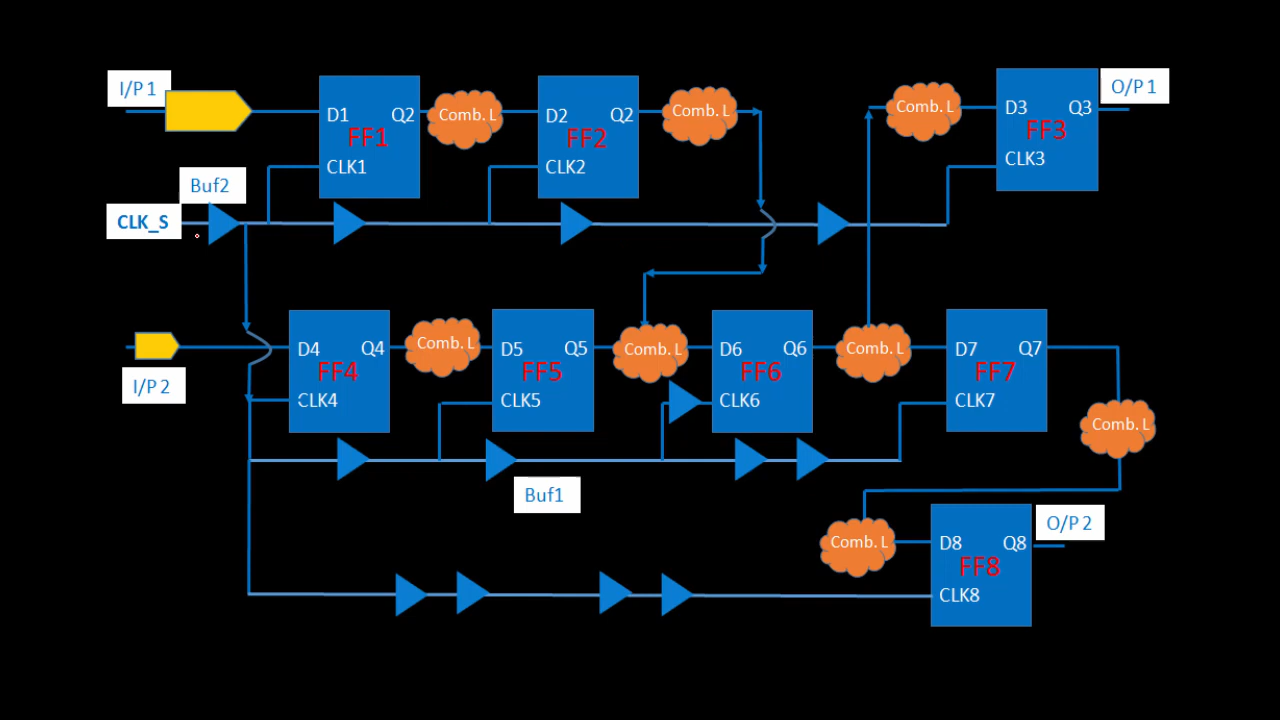 I/P 1
D1
Q2
FF1
CLK1
Comb. L
D2
Q2
FF2
CLK2
Comb. L
Comb. L
D3
Q3
FF3
CLK3
O/P 1
Buf2
CLK_S
I/P 2
D4
Q4
FF4
CLK4
Comb. L
D5
Q5
FF5
CLK5
Comb. L
D6
Q6
FF6
CLK6
Comb. L
D7
Q7
FF7
CLK7
Comb. L
Buf1
Comb. L
D8
Q8
FF8
CLK8
O/P 2